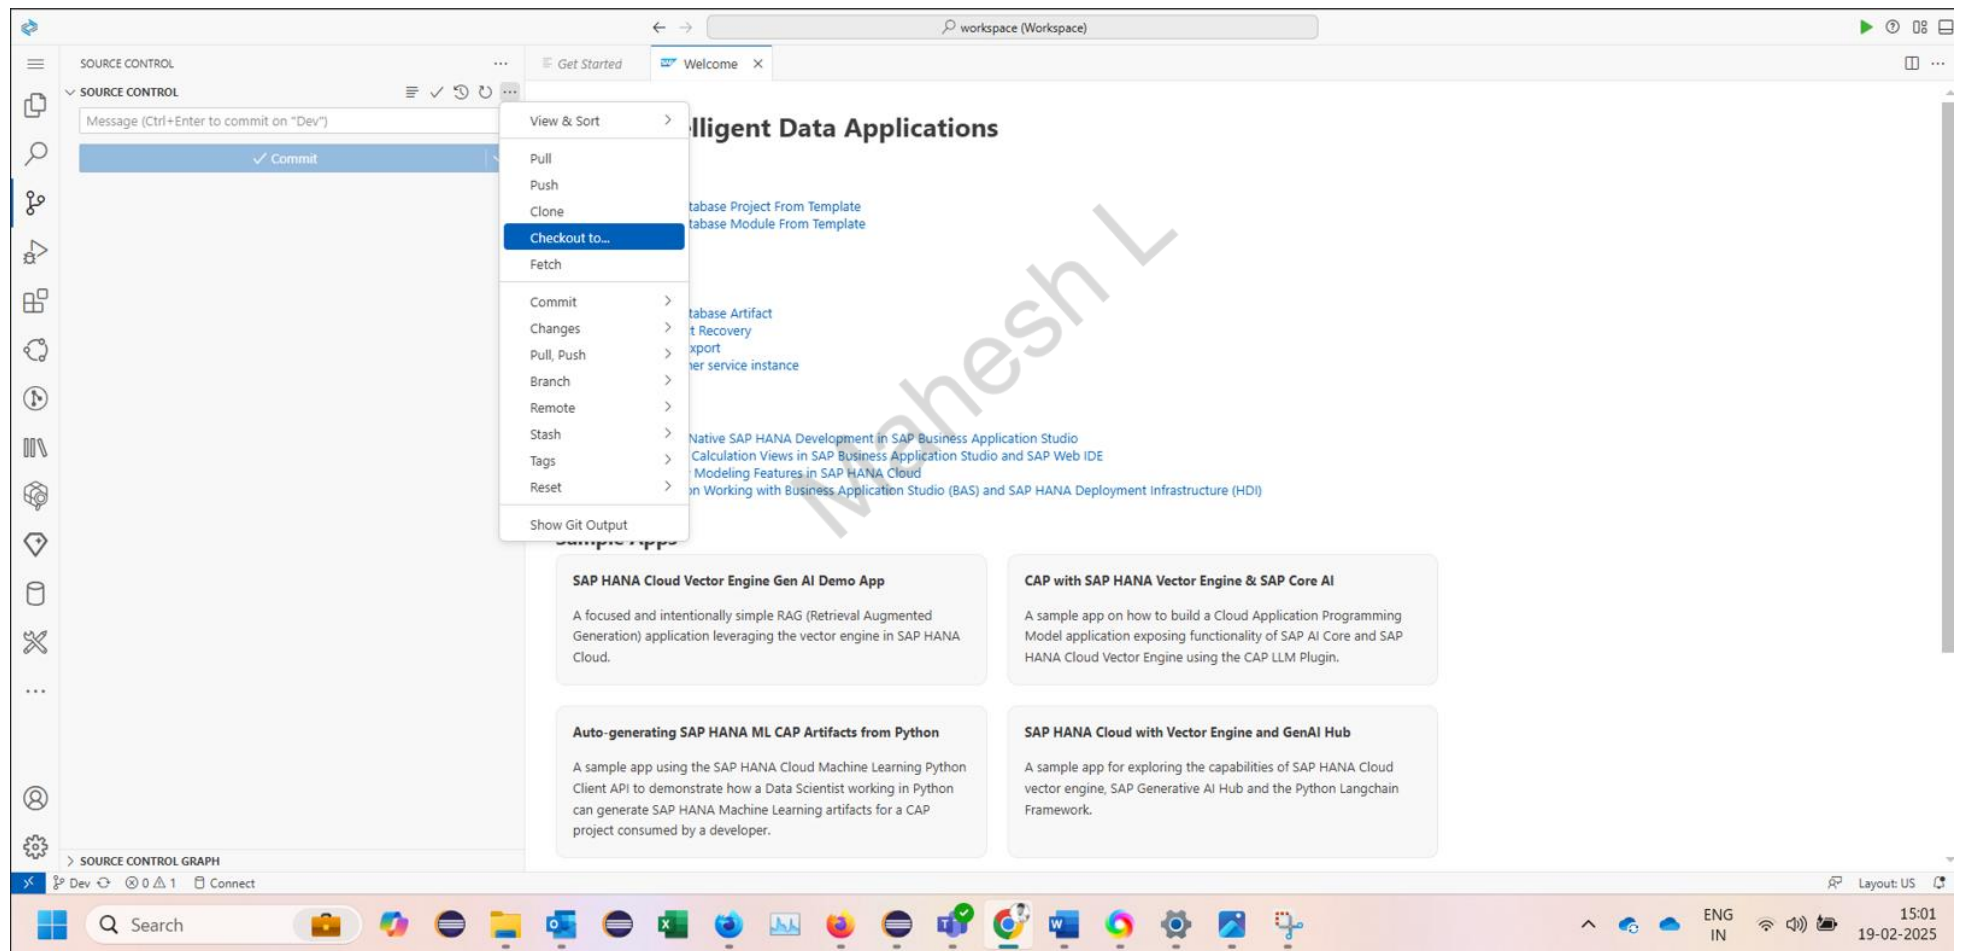 workspace (Workspace)
SOURCE CONTROL
Get Started
Welcome
SOURCE CONTROL
Message (Ctrl+Enter to commit on "Dev")
Commit
View & Sort
Pull
Push
Clone
Checkout to...
Fetch
Commit
Changes
Pull, Push
Branch
Remote
Stash
Tags
Reset
Show Git Output
Data Applications
Project From Template
Module From Template
Artifact
Recovery
service instance
Native SAP HANA Development in SAP Business Application Studio
Calculation Views in SAP Business Application Studio and SAP Web IDE
Modeling Features in SAP HANA Cloud
Working with Business Application Studio (BAS) and SAP HANA Deployment Infrastructure (HDI)
Mahesh L
Sample Apps
SAP HANA Cloud Vector Engine Gen AI Demo App
A focused and intentionally simple RAG (Retrieval Augmented
Generation) application leveraging the vector engine in SAP HANA
Cloud.
CAP with SAP HANA Vector Engine & SAP Core AI
A sample app on how to build a Cloud Application Programming
Model application exposing functionality of SAP AI Core and SAP
HANA Cloud Vector Engine using the CAP LLM Plugin.
Auto-generating SAP HANA ML CAP Artifacts from Python
A sample app using the SAP HANA Cloud Machine Learning Python
Client API to demonstrate how a Data Scientist working in Python
can generate SAP HANA Machine Learning artifacts for a CAP
project consumed by a developer.
SAP HANA Cloud with Vector Engine and GenAI Hub
A sample app for exploring the capabilities of SAP HANA Cloud
vector engine, SAP Generative AI Hub and the Python Langchain
Framework.
SOURCE CONTROL GRAPH
Dev 0 1 Connect
Layout: US
Search
ENG
IN
15:01
19-02-2025